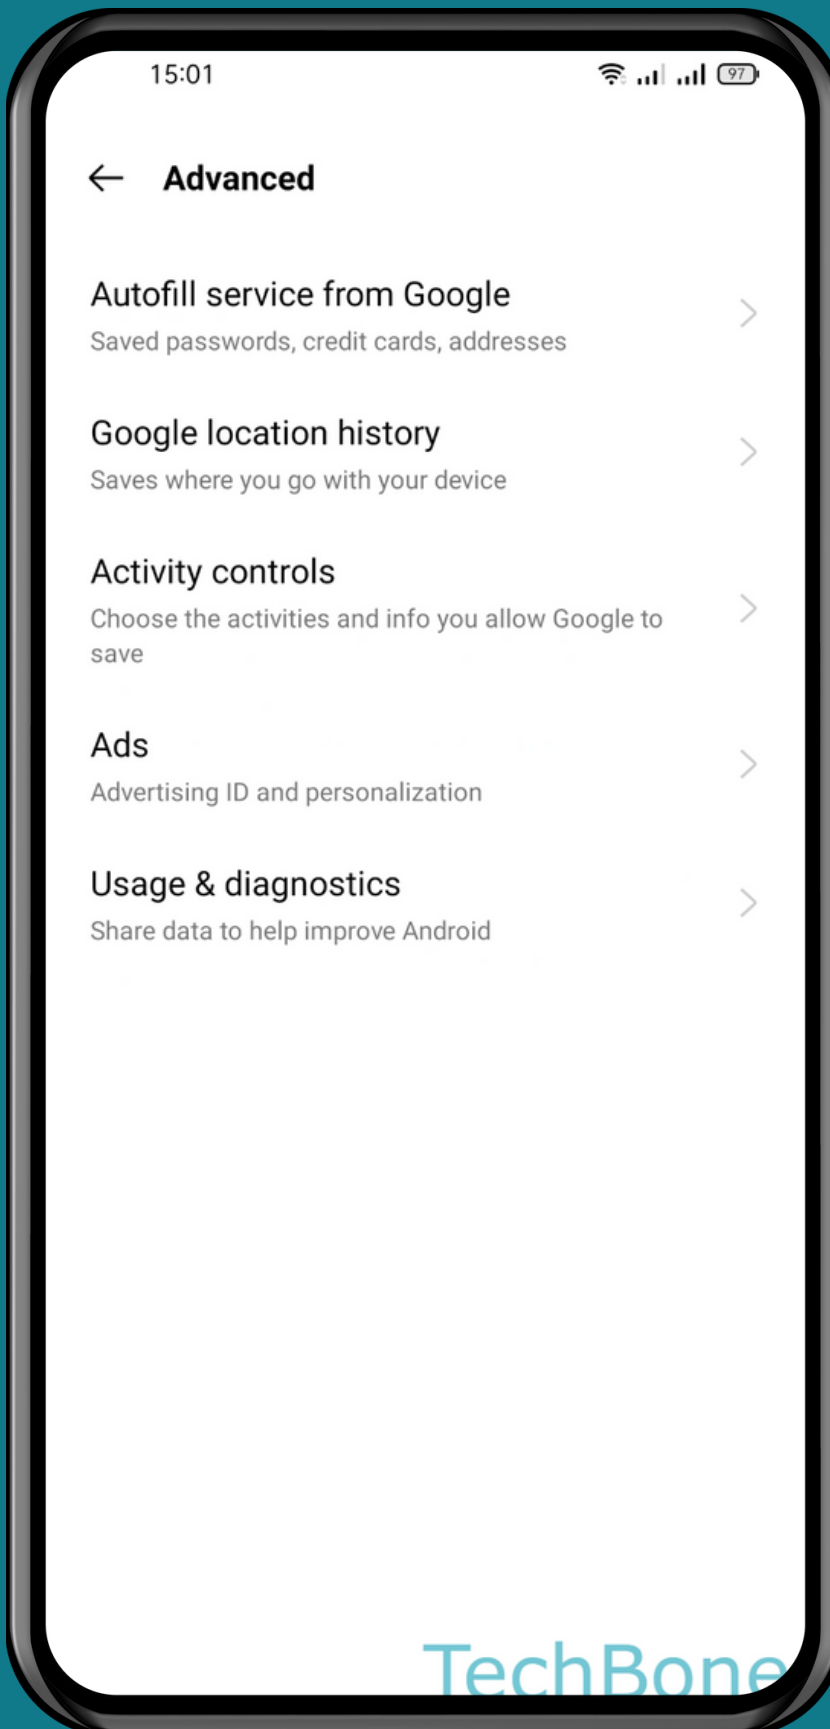 15:01
97
Advanced
Autofill service from Google
Saved passwords, credit cards, addresses
Google location history
Saves where you go with your device
Activity controls
Choose the activities and info you allow Google to
save
Ads
Advertising ID and personalization
Usage & diagnostics
Share data to help improve Android
TechBone